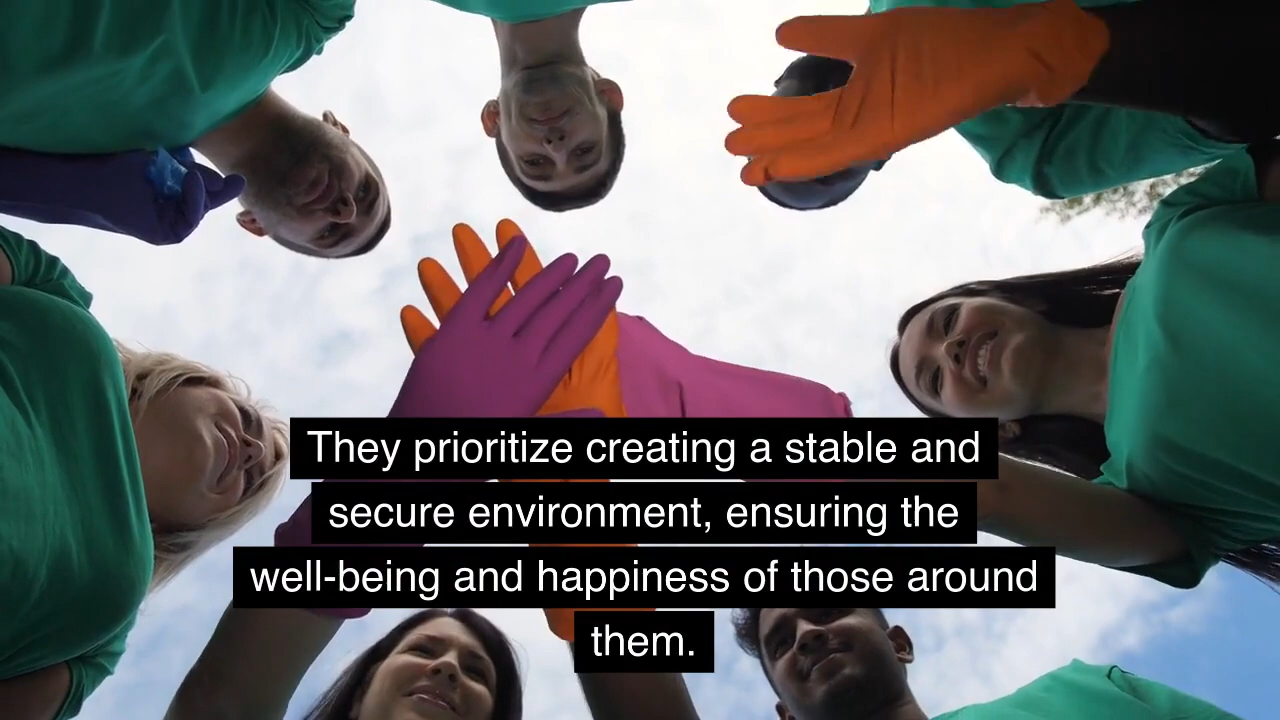 They prioritize creating a stable and
secure environment, ensuring the
well-being and happiness of those around
them.